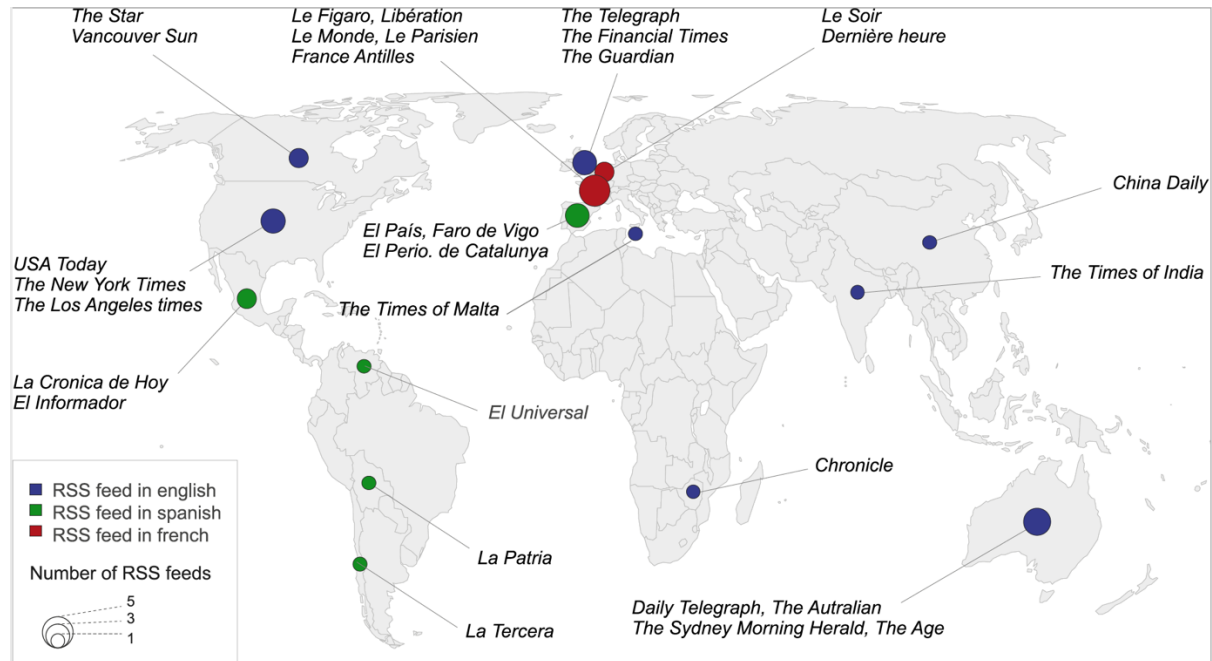 The Star
Vancouver Sun
Le Figaro, Libération
Le Monde, Le Parisien
France Antilles
The Telegraph
The Financial Times
The Guardian
Le Soir
Dernière heure
China Daily
El País, Faro de Vigo
El Perio. de Catalunya
USA Today
The New York Times
The Los Angeles times
The Times of Malta
The Times of India
La Cronica de Hoy
El Informador
El Universal
Chronicle
La Patria
La Tercera
Daily Telegraph, The Autralian
The Sydney Morning Herald, The Age
RSS feed in english
RSS feed in spanish
RSS feed in french
Number of RSS feeds
5
3
1